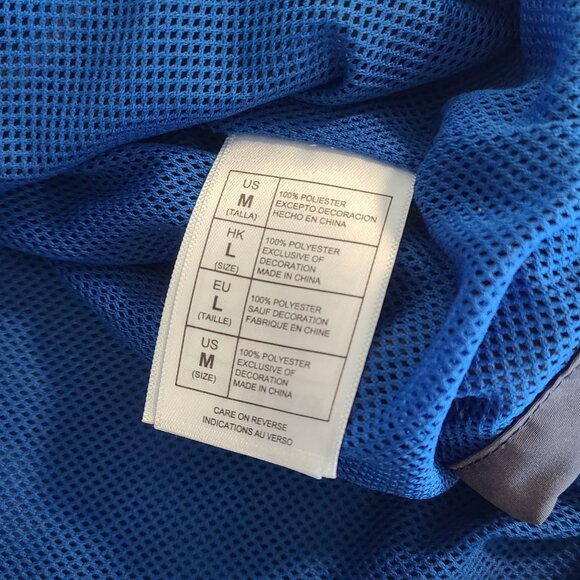 US
M
(TALLA)
100% POLIESTER
EXCEPTO DECORACION
HECHO EN CHINA
HK
L
(SIZE)
100% POLYESTER
EXCLUSIVE OF
DECORATION
MADE IN CHINA
EU
L
(TAILLE)
100% POLYESTER
SAUF DECORATION
FABRIQUE EN CHINE
US
M
(SIZE)
100% POLYESTER
EXCLUSIVE OF
DECORATION
MADE IN CHINA
CARE ON REVERSE
INDICATIONS AU VERSO